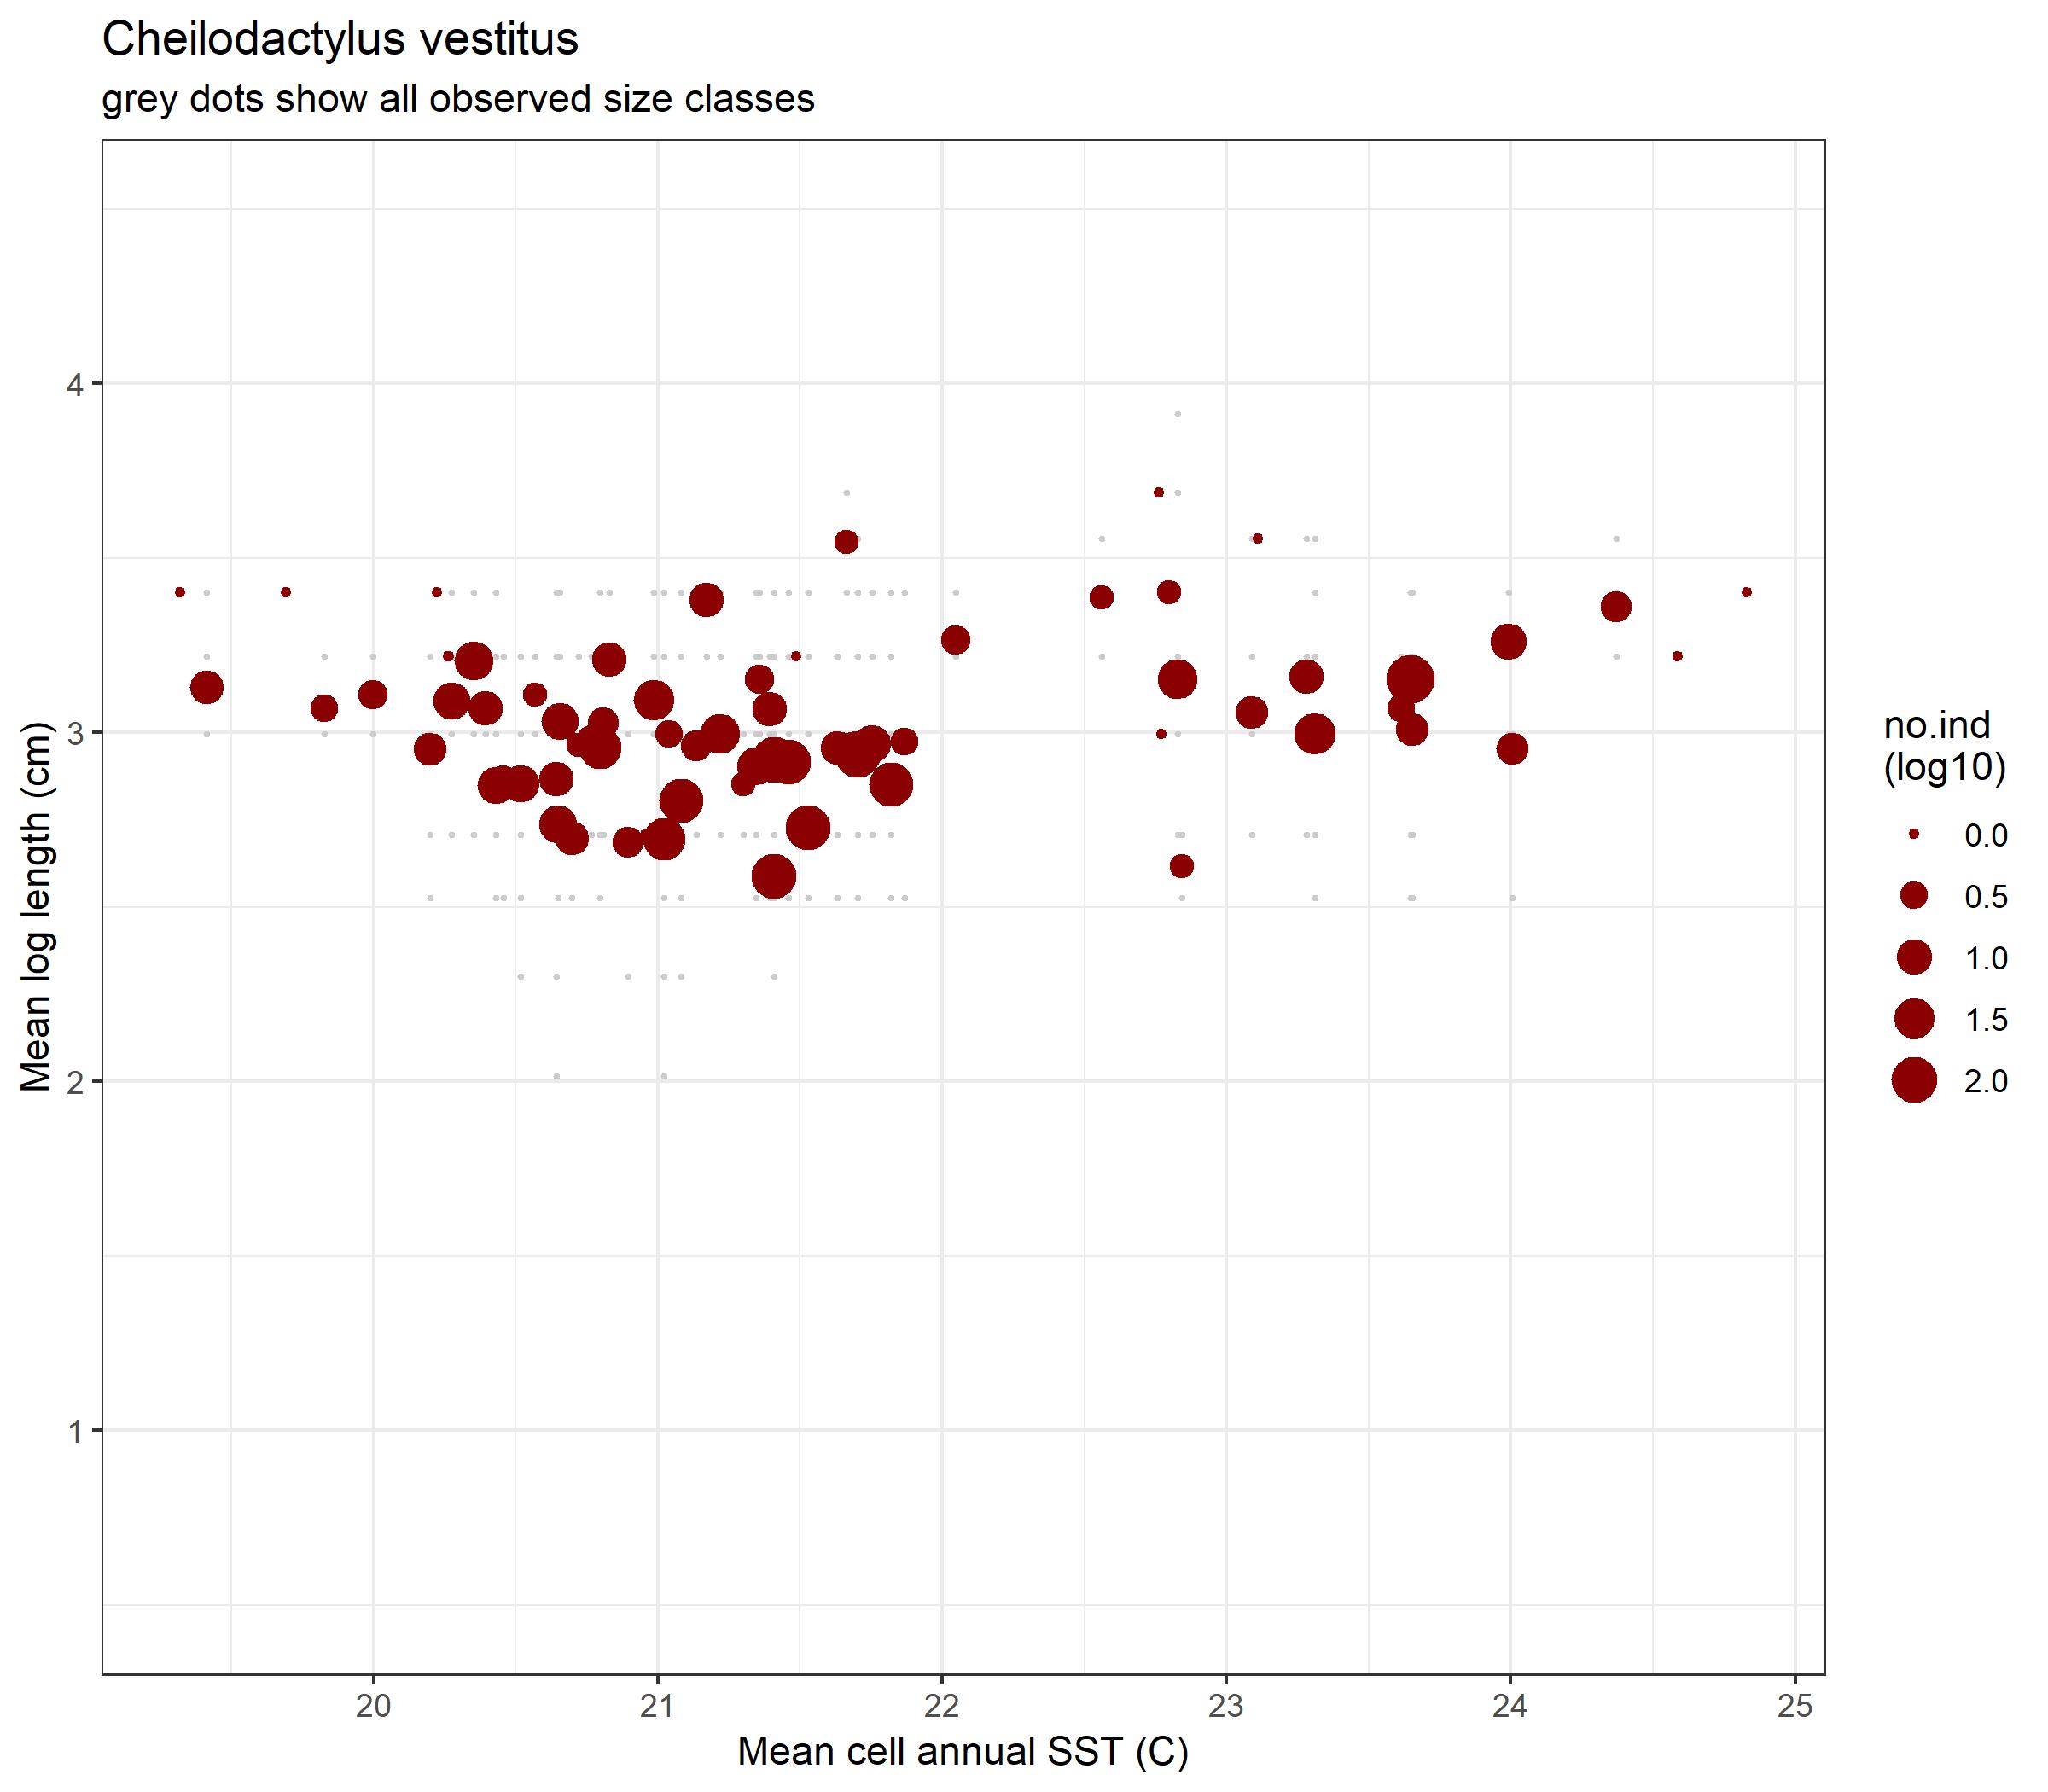 Cheilodactylus vestitus
grey dots show all observed size classes
Mean log length (cm)
4
3
2
1
20
21
22
23
24
25
Mean cell annual SST (C)
no.ind
(log10)
0.0
0.5
1.0
1.5
2.0